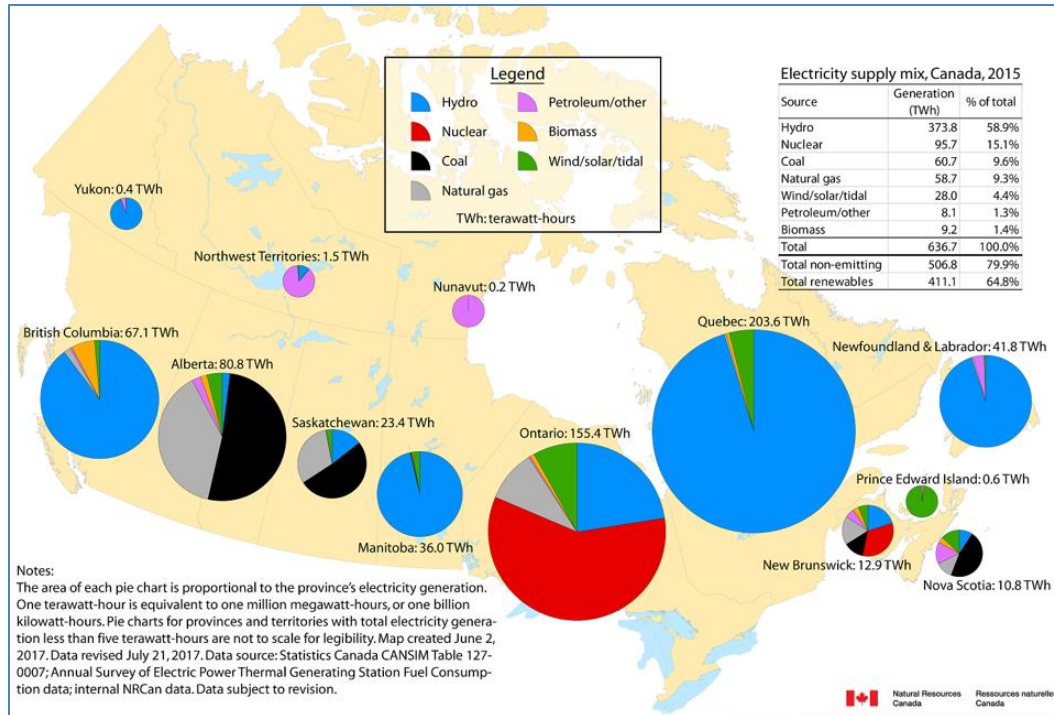 Legend
Hydro
Nuclear
Coal
Natural gas
Petroleum/other
Biomass
Wind/solar/tidal
TWh: terawatt-hours
Electricity supply mix, Canada, 2015
Source Generation (TWh) % of total
Hydro 373.8 58.9%
Nuclear 95.7 15.1%
Coal 60.7 9.6%
Natural gas 58.7 9.3%
Wind/solar/tidal 28.0 4.4%
Petroleum/other 8.1 1.3%
Biomass 9.2 1.4%
Total 636.7 100.0%
Total non-emitting 506.8 79.9%
Total renewables 411.1 64.8%
Yukon: 0.4 TWh
Northwest Territories: 1.5 TWh
Nunavut: 0.2 TWh
British Columbia: 67.1 TWh
Alberta: 80.8 TWh
Saskatchewan: 23.4 TWh
Manitoba: 36.0 TWh
Ontario: 155.4 TWh
Quebec: 203.6 TWh
Newfoundland & Labrador: 41.8 TWh
Prince Edward Island: 0.6 TWh
New Brunswick: 12.9 TWh
Nova Scotia: 10.8 TWh
Notes:
The area of each pie chart is proportional to the province's electricity generation.
One terawatt-hour is equivalent to one million megawatt-hours, or one billion
kilowatt-hours. Pie charts for provinces and territories with total electricity genera-
tion less than five terawatt-hours are not to scale for legibility. Map created June 2,
2017. Data revised July 21, 2017. Data source: Statistics Canada CANSIM Table 127-
0007; Annual Survey of Electric Power Thermal Generating Station Fuel Consump-
tion data; internal NRCan data. Data subject to revision.
Natural Resources
Canada
Ressources naturelles
Canada